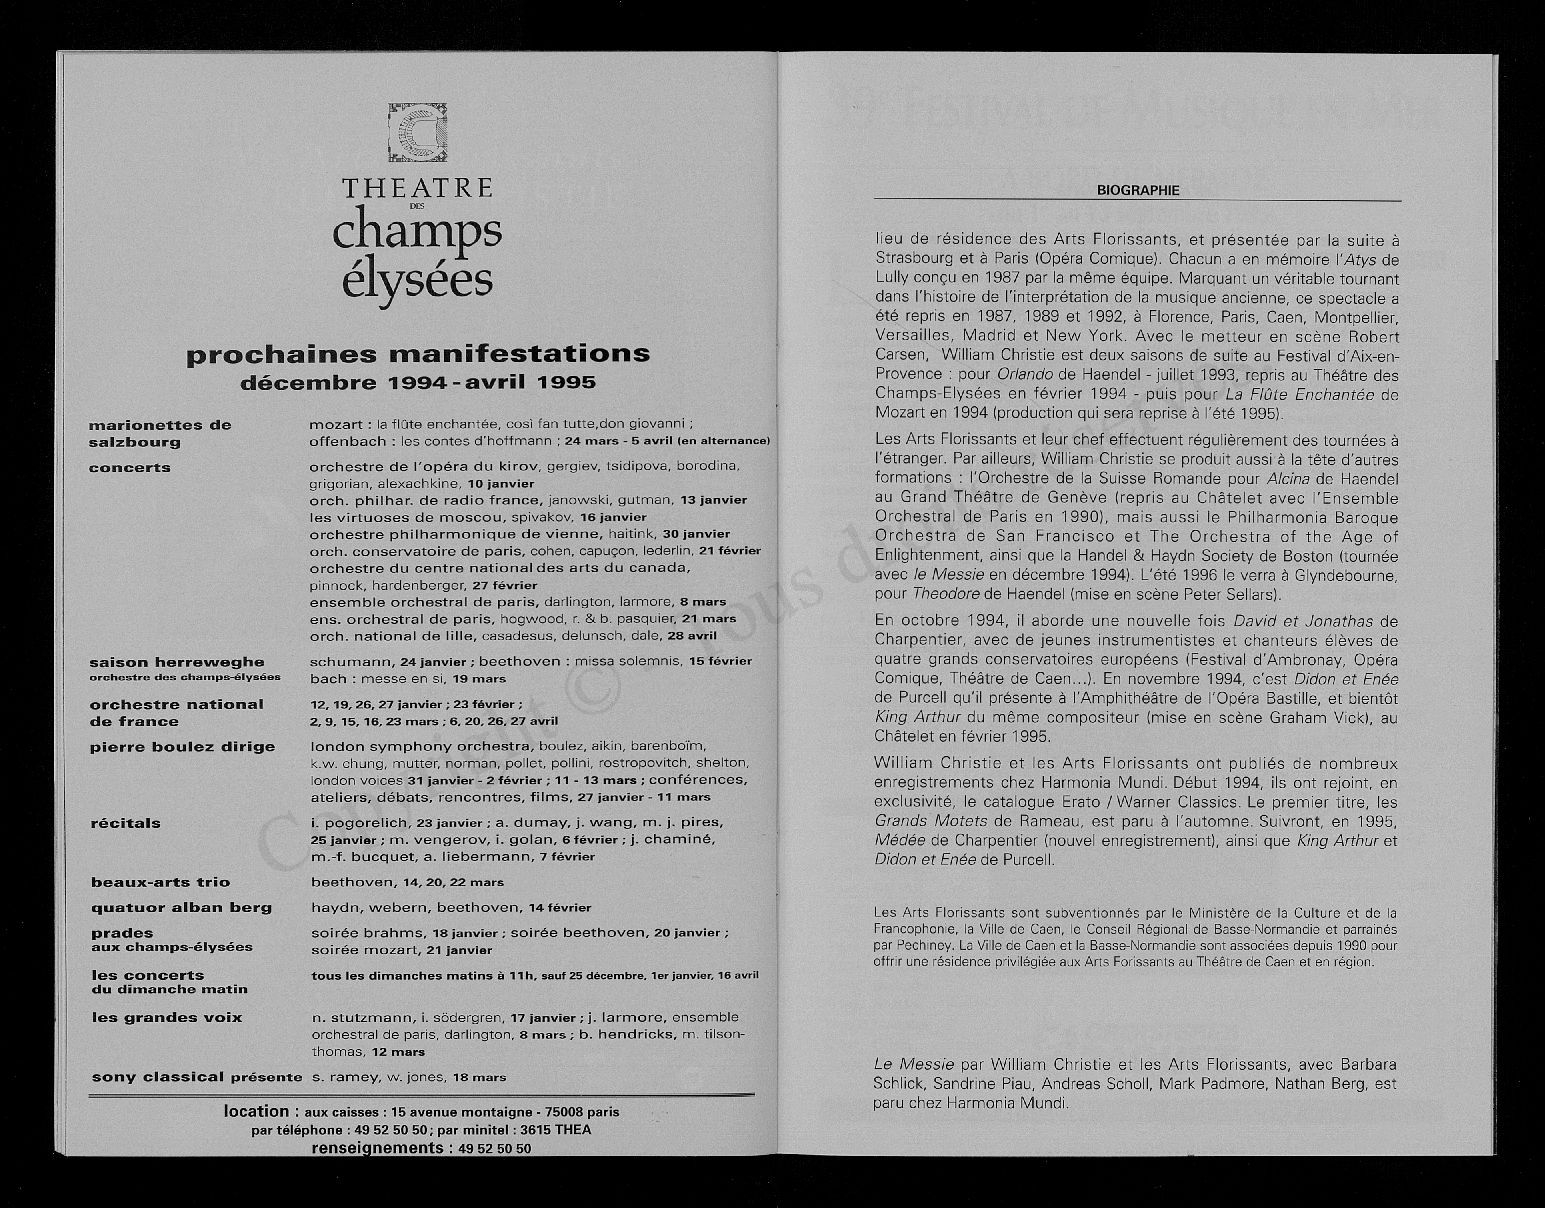 THEATRE
DES
champs
élysées
prochaines manifestations
décembre 1994 - avril 1995
marionettes de
salzbourg
mozart : la flûte enchantée, così fan tutte,don giovanni ;
offenbach : les contes d'hoffmann ; 24 mars - 5 avril (en alternance)
concerts
orchestre de l'opéra du kirov, gergiev, tsidipova, borodina,
grigorian, alexachkine, 10 janvier
orch. philhar. de radio france, janowski, gutman, 13 janvier
les virtuoses de moscou, spivakov, 16 janvier
orchestre philharmonique de vienne, haitink, 30 janvier
orch. conservatoire de paris, cohen, capuçon, lederlin, 21 février
orchestre du centre national des arts du canada,
pinnock, hardenberger, 27 février
ensemble orchestral de paris, darlington, larmore, 8 mars
ens. orchestral de paris, hogwood, r. & b. pasquier, 21 mars
orch. national de lille, casadesus, delunsch, dale, 28 avril
saison herreweghe
orchestre des champs-élysées
schumann, 24 janvier ; beethoven : missa solemnis, 15 février
bach : messe en si, 19 mars
orchestre national
de france
12, 19, 26, 27 janvier ; 23 février ;
2, 9, 15, 16, 23 mars ; 6, 20, 26, 27 avril
pierre boulez dirige
london symphony orchestra, boulez, aikin, barenboïm,
k.w. chung, mutter, norman, pollet, pollini, rostropovitch, shelton,
london voices 31 janvier - 2 février ; 11 - 13 mars ; conférences,
ateliers, débats, rencontres, films, 27 janvier - 11 mars
récitals
i. pogorelich, 23 janvier ; a. dumay, j. wang, m. j. pires,
25 janvier ; m. vengerov, i. golan, 6 février ; j. chaminé,
m.-f. bucquet, a. liebermann, 7 février
beaux-arts trio
beethoven, 14, 20, 22 mars
quatuor alban berg
haydn, webern, beethoven, 14 février
prades
aux champs-élysées
soirée brahms, 18 janvier ; soirée beethoven, 20 janvier ;
soirée mozart, 21 janvier
les concerts
du dimanche matin
tous les dimanches matins à 11h, sauf 25 décembre, 1er janvier, 16 avril
les grandes voix
n. stutzmann, i. södergren, 17 janvier ; j. larmore, ensemble
orchestral de paris, darlington, 8 mars ; b. hendricks, m. tilson-
thomas, 12 mars
sony classical présente
s. ramey, w. jones, 18 mars
location : aux caisses : 15 avenue montaigne - 75008 paris
par téléphone : 49 52 50 50 ; par minitel : 3615 THEA
renseignements : 49 52 50 50
BIOGRAPHIE
lieu de résidence des Arts Florissants, et présentée par la suite à
Strasbourg et à Paris (Opéra Comique). Chacun a en mémoire l'Atys de
Lully conçu en 1987 par la même équipe. Marquant un véritable tournant
dans l'histoire de l'interprétation de la musique ancienne, ce spectacle a
été repris en 1987, 1989 et 1992, à Florence, Paris, Caen, Montpellier,
Versailles, Madrid et New York. Avec le metteur en scène Robert
Carsen, William Christie est deux saisons de suite au Festival d'Aix-en-
Provence : pour Orlando de Haendel - juillet 1993, repris au Théâtre des
Champs-Elysées en février 1994 - puis pour La Flûte Enchantée de
Mozart en 1994 (production qui sera reprise à l'été 1995).
Les Arts Florissants et leur chef effectuent régulièrement des tournées à
l'étranger. Par ailleurs, William Christie se produit aussi à la tête d'autres
formations : l'Orchestre de la Suisse Romande pour Alcina de Haendel
au Grand Théâtre de Genève (repris au Châtelet avec l'Ensemble
Orchestral de Paris en 1990), mais aussi le Philharmonia Baroque
Orchestra de San Francisco et The Orchestra of the Age of
Enlightenment, ainsi que la Handel & Haydn Society de Boston (tournée
avec le Messie en décembre 1994). L'été 1996 le verra à Glyndebourne,
pour Theodore de Haendel (mise en scène Peter Sellars).
En octobre 1994, il aborde une nouvelle fois David et Jonathas de
Charpentier, avec de jeunes instrumentistes et chanteurs élèves de
quatre grands conservatoires européens (Festival d'Ambronay, Opéra
Comique, Théâtre de Caen...). En novembre 1994, c'est Didon et Enée
de Purcell qu'il présente à l'Amphithéâtre de l'Opéra Bastille, et bientôt
King Arthur du même compositeur (mise en scène Graham Vick), au
Châtelet en février 1995.
William Christie et les Arts Florissants ont publiés de nombreux
enregistrements chez Harmonia Mundi. Début 1994, ils ont rejoint, en
exclusivité, le catalogue Erato / Warner Classics. Le premier titre, les
Grands Motets de Rameau, est paru à l'automne. Suivront, en 1995,
Médée de Charpentier (nouvel enregistrement), ainsi que King Arthur et
Didon et Enée de Purcell.
Les Arts Florissants sont subventionnés par le Ministère de la Culture et de la
Francophonie, la Ville de Caen, le Conseil Régional de Basse-Normandie et parrainés
par Pechiney. La Ville de Caen et la Basse-Normandie sont associées depuis 1990 pour
offrir une résidence privilégiée aux Arts Forissants au Théâtre de Caen et en région.
Le Messie par William Christie et les Arts Florissants, avec Barbara
Schlick, Sandrine Piau, Andreas Scholl, Mark Padmore, Nathan Berg, est
paru chez Harmonia Mundi.